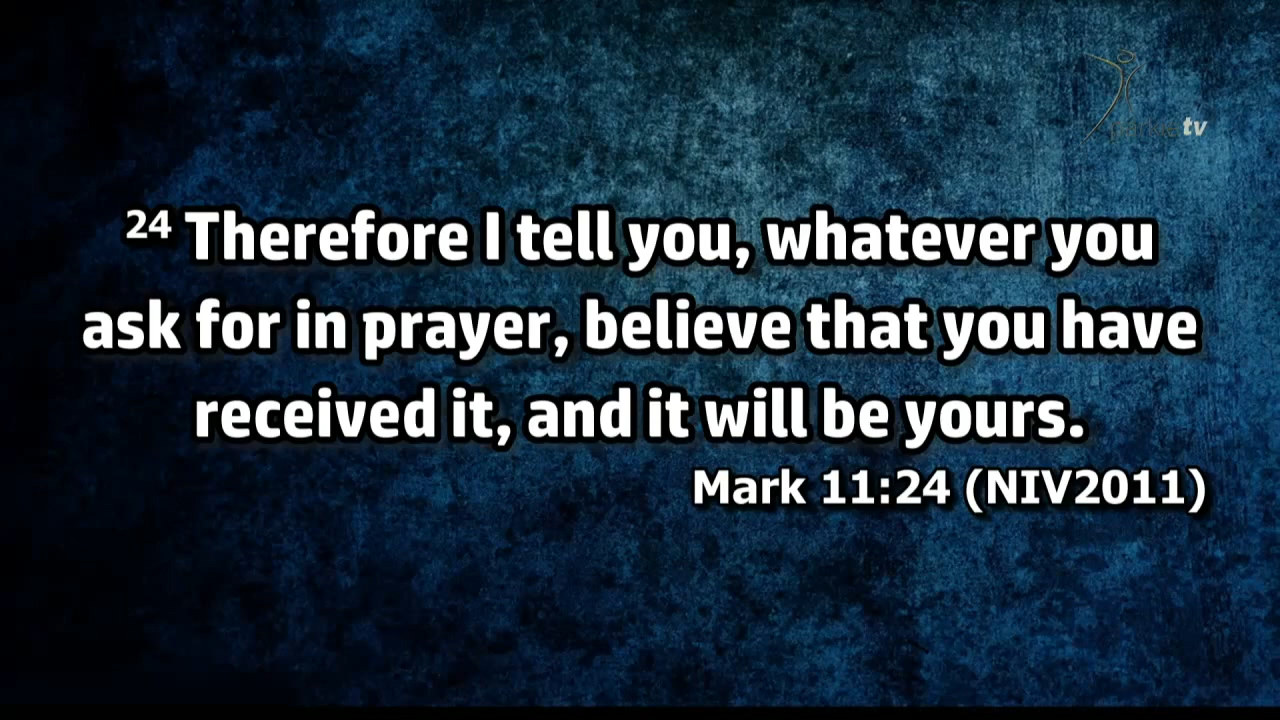 tv
24 Therefore I tell you, whatever you
ask for in prayer, believe that you have
received it, and it will be yours.
Mark 11:24 (NIV2011)